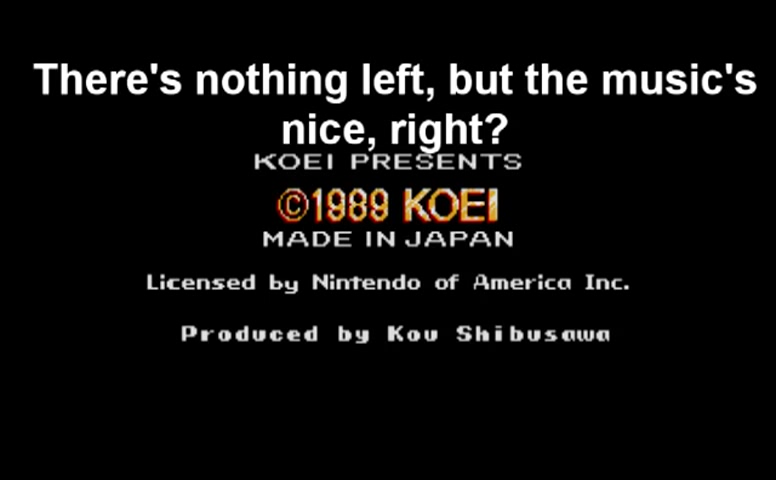 There's nothing left, but the music's
nice, right?
KOEI PRESENTS
©1989 KOEI
MADE IN JAPAN
Licensed by Nintendo of America Inc.
Produced by Kou Shibusawa